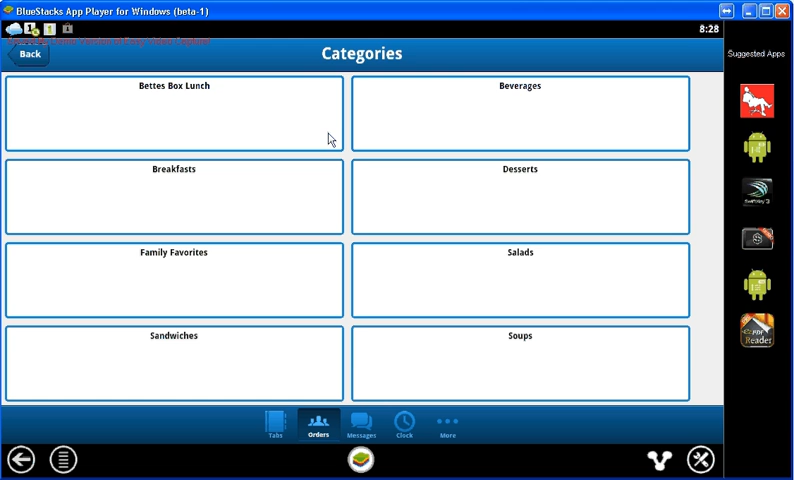 BlueStacks App Player for Windows (beta-1)
8:28
Back
Categories
Suggested Apps
Bettes Box Lunch
Beverages
Breakfasts
Desserts
Family Favorites
Salads
Sandwiches
Soups
PDF
Reader
Tabs
Orders
Messages
Clock
More